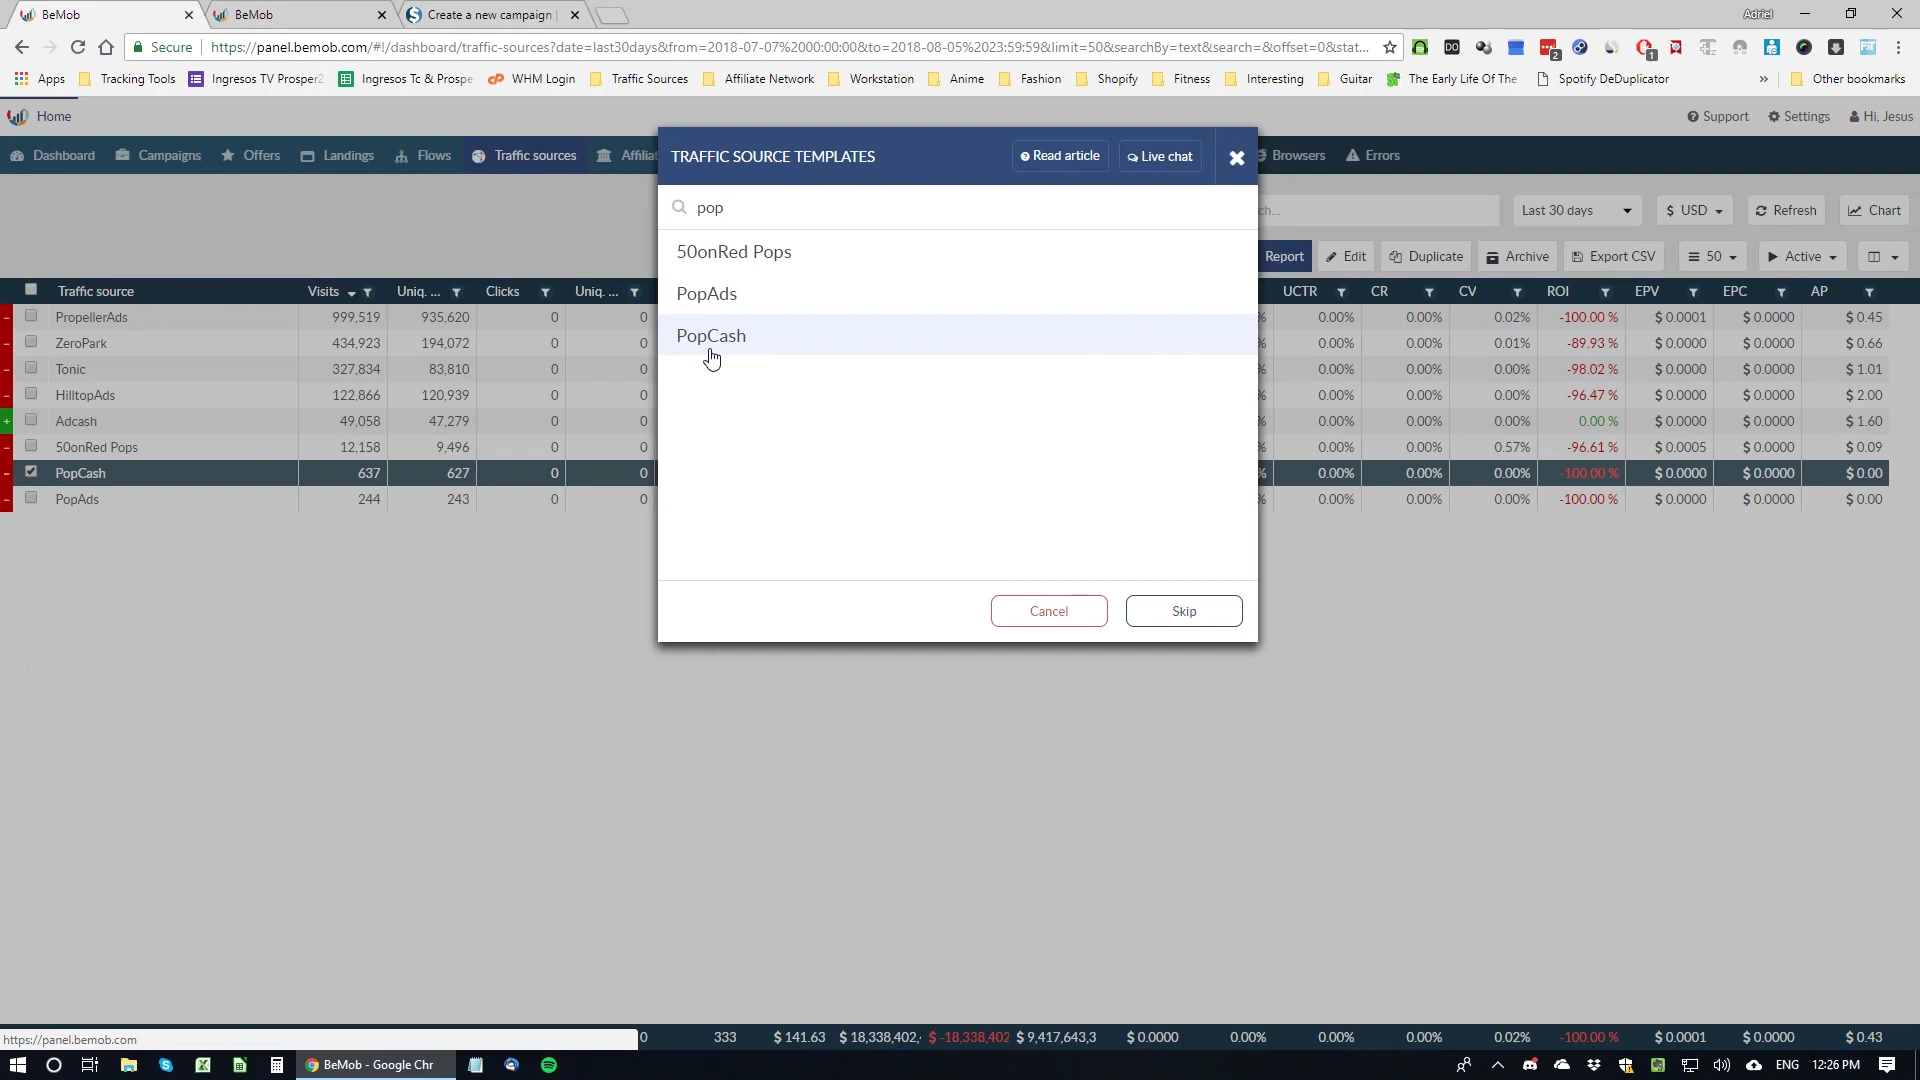 BeMob
BeMob
Create a new campaign
Adriel
Secure
https://panel.bemob.com/#!/dashboard/traffic-sources?date=last30days&from=2018-07-07%2000:00:00&to=2018-08-05%2023:59:59&limit=50&searchBy=text&search=&offset=0&stat...
Apps Tracking Tools Ingresos TV Prosper2 Ingresos Tc & Prospe WHM Login Traffic Sources Affiliate Network Workstation Anime Fashion Shopify Fitness Interesting Guitar The Early Life Of The Spotify DeDuplicator » Other bookmarks
Home Support Settings Hi, Jesus
Dashboard Campaigns Offers Landings Flows Traffic sources Affilia Browsers Errors
TRAFFIC SOURCE TEMPLATES Read article Live chat
pop
50onRed Pops
PopAds
PopCash
Cancel Skip
ch... Last 30 days $ USD Refresh Chart
Report Edit Duplicate Archive Export CSV 50 Active
Traffic source Visits Uniq. ... Clicks Uniq. ... UCTR CR CV ROI EPV EPC AP
PropellerAds 999,519 935,620 0 0 % 0.00% 0.00% 0.02% -100.00 % $ 0.0001 $ 0.0000 $ 0.45
ZeroPark 434,923 194,072 0 0 % 0.00% 0.00% 0.01% -89.93 % $ 0.0000 $ 0.0000 $ 0.66
Tonic 327,834 83,810 0 0 % 0.00% 0.00% 0.00% -98.02 % $ 0.0000 $ 0.0000 $ 1.01
HilltopAds 122,866 120,939 0 0 % 0.00% 0.00% 0.00% -96.47 % $ 0.0000 $ 0.0000 $ 2.00
Adcash 49,058 47,279 0 0 % 0.00% 0.00% 0.00% 0.00 % $ 0.0000 $ 0.0000 $ 1.60
50onRed Pops 12,158 9,496 0 0 % 0.00% 0.00% 0.57% -96.61 % $ 0.0005 $ 0.0000 $ 0.09
PopCash 637 627 0 0 % 0.00% 0.00% 0.00% -100.00 % $ 0.0000 $ 0.0000 $ 0.00
PopAds 244 243 0 0 % 0.00% 0.00% 0.00% -100.00 % $ 0.0000 $ 0.0000 $ 0.00
0 333 $ 141.63 $ 18,338,402, $ -18,338,402 $ 9,417,643,3 $ 0.0000 0.00% 0.00% 0.00% 0.02% -100.00 % $ 0.0001 $ 0.0000 $ 0.43
https://panel.bemob.com
BeMob - Google Chr
ENG 12:26 PM